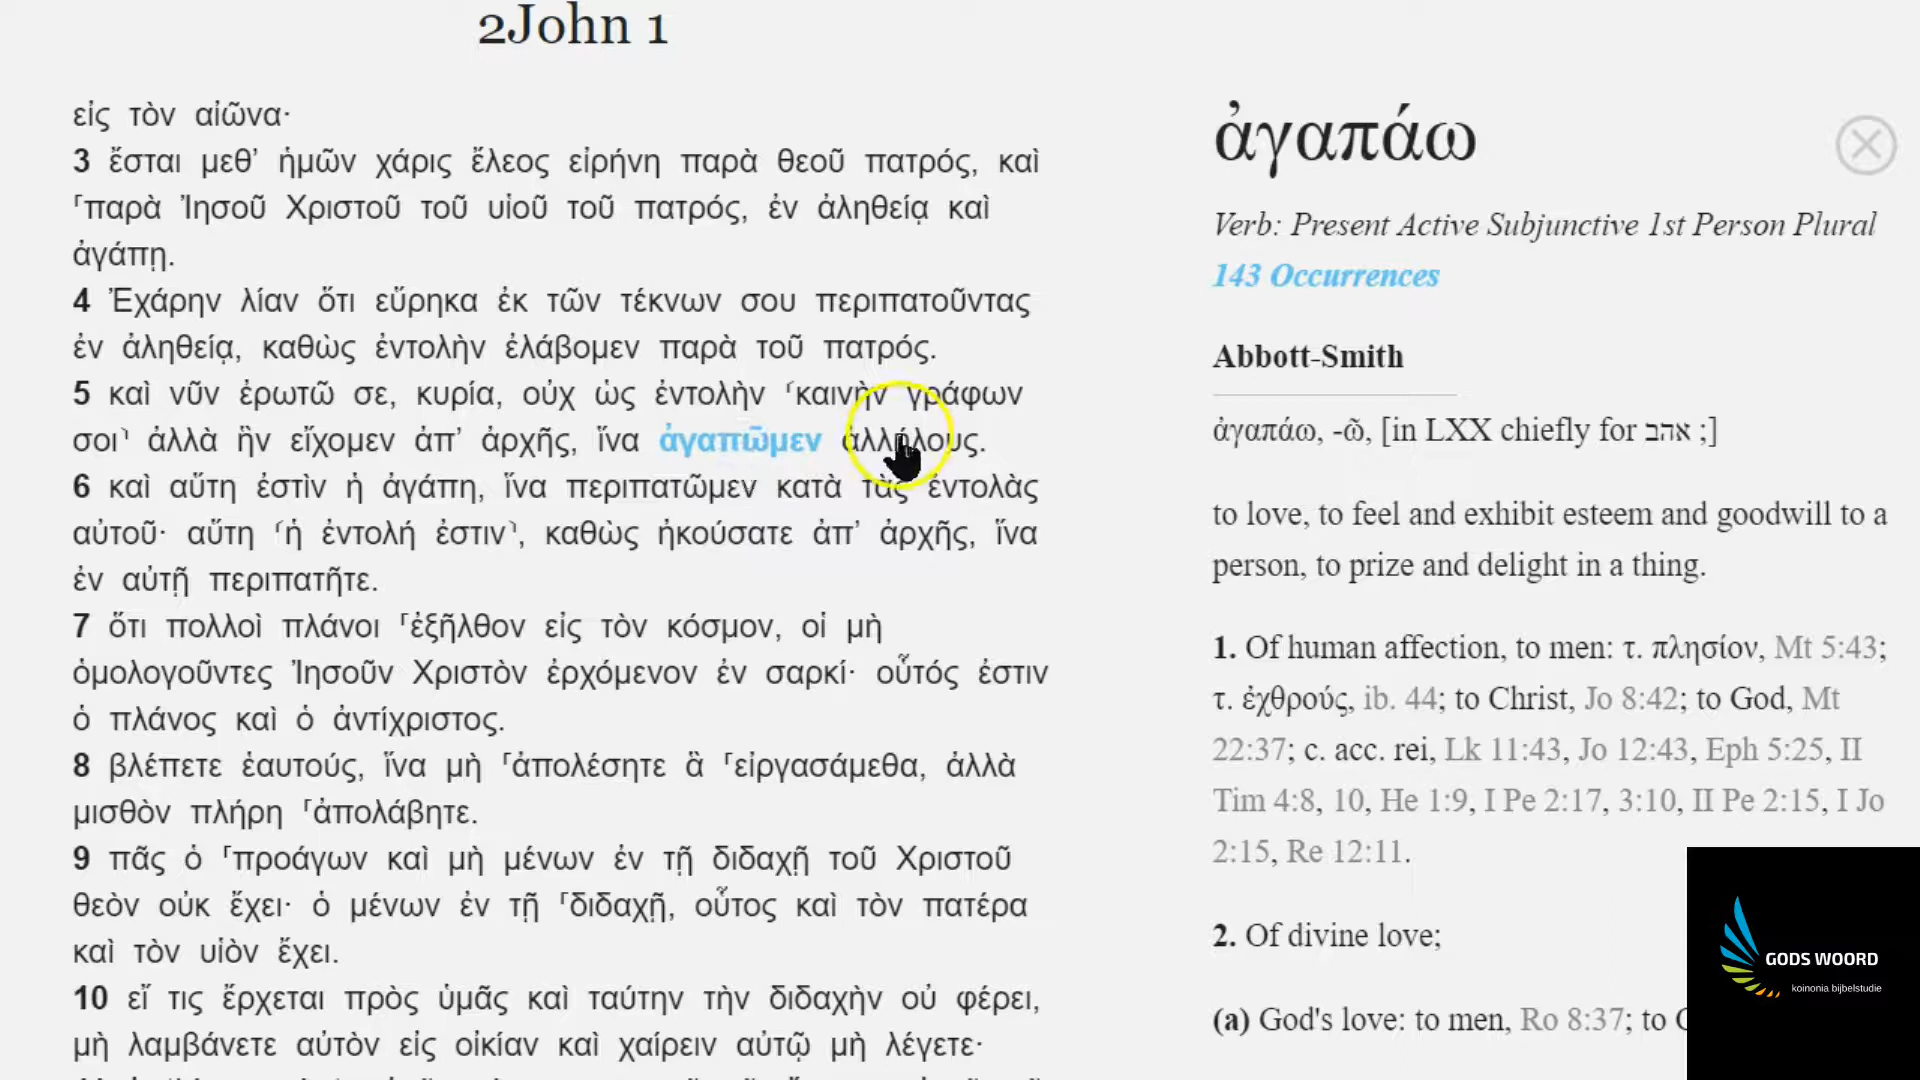 2John 1
εἰς τὸν αἰῶνα·
3 ἔσται μεθ’ ἡμῶν χάρις ἔλεος εἰρήνη παρὰ θεοῦ πατρός, καὶ
⸀παρὰ Ἰησοῦ Χριστοῦ τοῦ υἱοῦ τοῦ πατρός, ἐν ἀληθείᾳ καὶ
ἀγάπῃ.
4 Ἐχάρην λίαν ὅτι εὕρηκα ἐκ τῶν τέκνων σου περιπατοῦντας
ἐν ἀληθείᾳ, καθὼς ἐντολὴν ἐλάβομεν παρὰ τοῦ πατρός.
5 καὶ νῦν ἐρωτῶ σε, κυρία, οὐχ ὡς ἐντολὴν ⸂καινὴν γράφων
σοι⸃ ἀλλὰ ἣν εἴχομεν ἀπ’ ἀρχῆς, ἵνα ἀγαπῶμεν ἀλλήλους.
6 καὶ αὕτη ἐστὶν ἡ ἀγάπη, ἵνα περιπατῶμεν κατὰ τὰς ἐντολὰς
αὐτοῦ· αὕτη ⸂ἡ ἐντολή ἐστιν⸃, καθὼς ἠκούσατε ἀπ’ ἀρχῆς, ἵνα
ἐν αὐτῇ περιπατῆτε.
7 ὅτι πολλοὶ πλάνοι ⸀ἐξῆλθον εἰς τὸν κόσμον, οἱ μὴ
ὁμολογοῦντες Ἰησοῦν Χριστὸν ἐρχόμενον ἐν σαρκί· οὗτός ἐστιν
ὁ πλάνος καὶ ὁ ἀντίχριστος.
8 βλέπετε ἑαυτούς, ἵνα μὴ ⸀ἀπολέσητε ἃ ⸀εἰργασάμεθα, ἀλλὰ
μισθὸν πλήρη ⸀ἀπολάβητε.
9 πᾶς ὁ ⸀προάγων καὶ μὴ μένων ἐν τῇ διδαχῇ τοῦ Χριστοῦ
θεὸν οὐκ ἔχει· ὁ μένων ἐν τῇ ⸀διδαχῇ, οὗτος καὶ τὸν πατέρα
καὶ τὸν υἱὸν ἔχει.
10 εἴ τις ἔρχεται πρὸς ὑμᾶς καὶ ταύτην τὴν διδαχὴν οὐ φέρει,
μὴ λαμβάνετε αὐτὸν εἰς οἰκίαν καὶ χαίρειν αὐτῷ μὴ λέγετε·
ἀγαπάω
Verb: Present Active Subjunctive 1st Person Plural
143 Occurrences
Abbott-Smith
ἀγαπάω, -ῶ, [in LXX chiefly for אהב ;]
to love, to feel and exhibit esteem and goodwill to a
person, to prize and delight in a thing.
1. Of human affection, to men: τ. πλησίον, Mt 5:43;
τ. ἐχθρούς, ib. 44; to Christ, Jo 8:42; to God, Mt
22:37; c. acc. rei, Lk 11:43, Jo 12:43, Eph 5:25, II
Tim 4:8, 10, He 1:9, I Pe 2:17, 3:10, II Pe 2:15, I Jo
2:15, Re 12:11.
2. Of divine love;
(a) God's love: to men, Ro 8:37; to
GODS WOORD
koinonia bijbelstudie